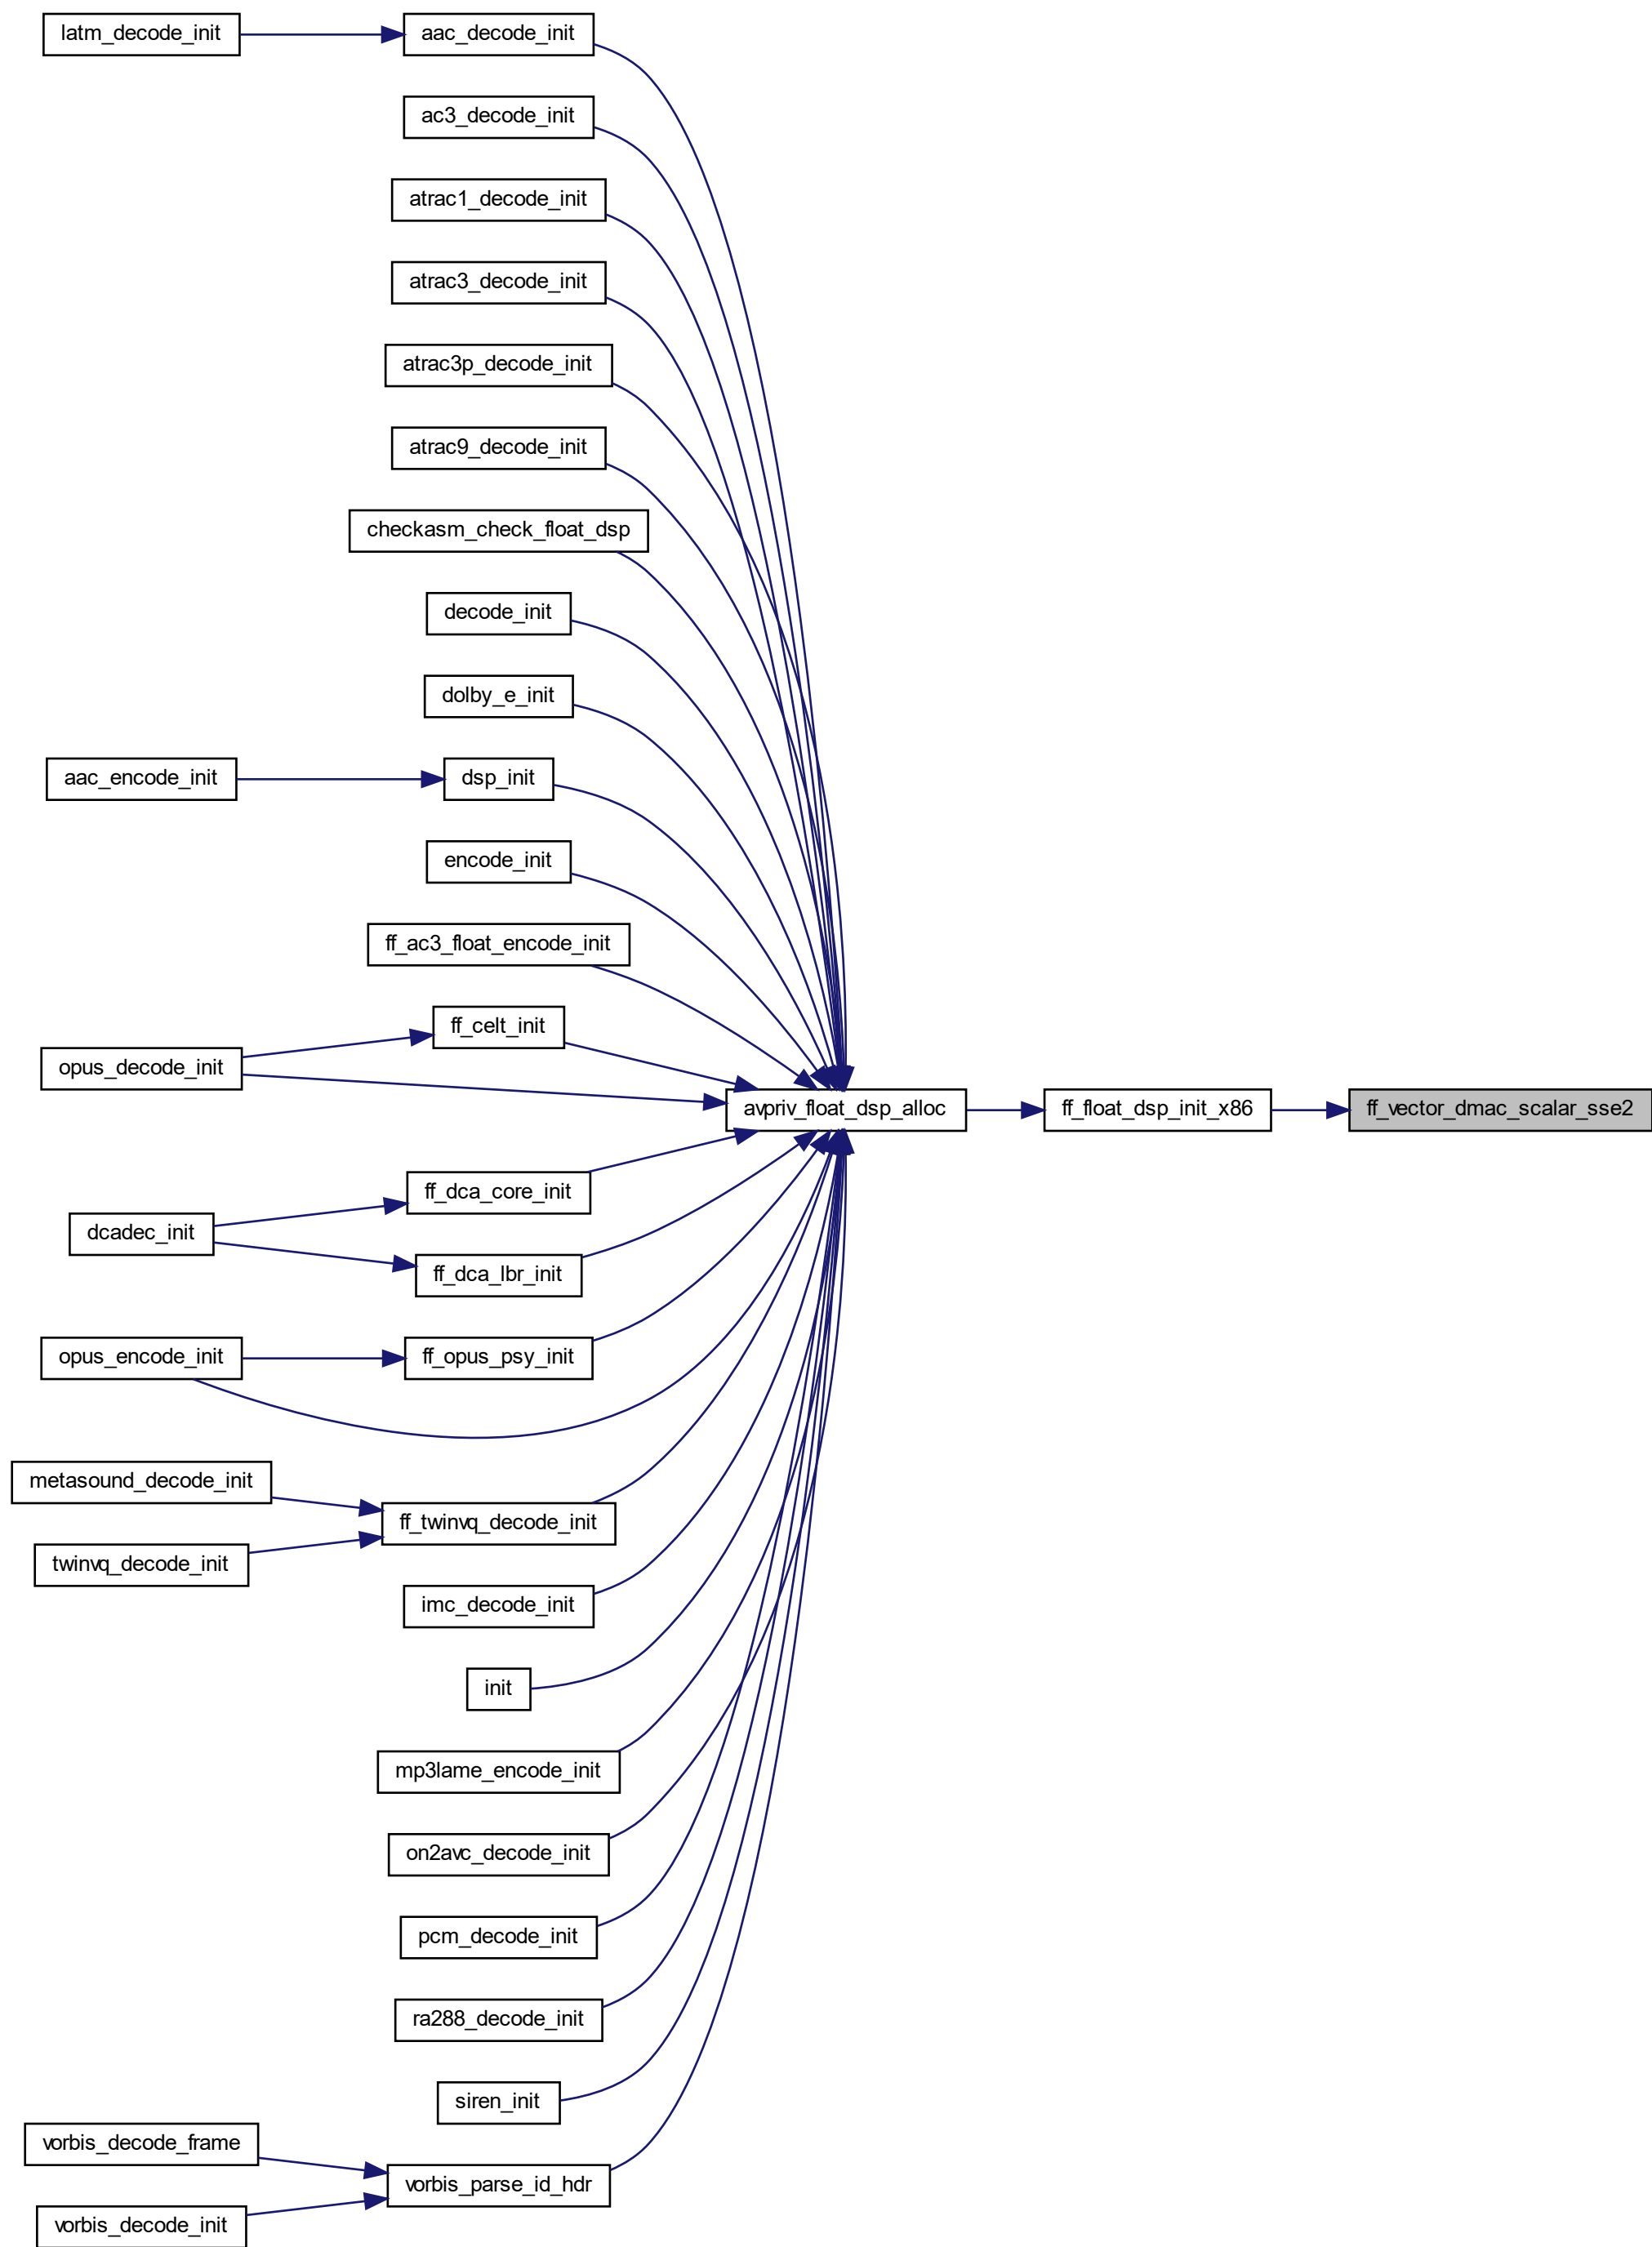 latm_decode_init
aac_decode_init
ac3_decode_init
atrac1_decode_init
atrac3_decode_init
atrac3p_decode_init
atrac9_decode_init
checkasm_check_float_dsp
decode_init
dolby_e_init
aac_encode_init
dsp_init
encode_init
ff_ac3_float_encode_init
ff_celt_init
opus_decode_init
avpriv_float_dsp_alloc
ff_float_dsp_init_x86
ff_vector_dmac_scalar_sse2
ff_dca_core_init
dcadec_init
ff_dca_lbr_init
opus_encode_init
ff_opus_psy_init
metasound_decode_init
ff_twinvq_decode_init
twinvq_decode_init
imc_decode_init
init
mp3lame_encode_init
on2avc_decode_init
pcm_decode_init
ra288_decode_init
siren_init
vorbis_decode_frame
vorbis_parse_id_hdr
vorbis_decode_init